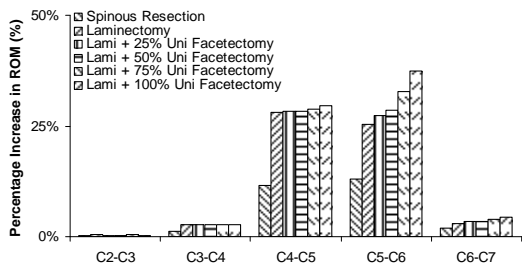 Percentage Increase in ROM (%)
50%
25%
0%
Spinous Resection
Laminectomy
Lami + 25% Uni Facetectomy
Lami + 50% Uni Facetectomy
Lami + 75% Uni Facetectomy
Lami + 100% Uni Facetectomy
C2-C3 C3-C4 C4-C5 C5-C6 C6-C7